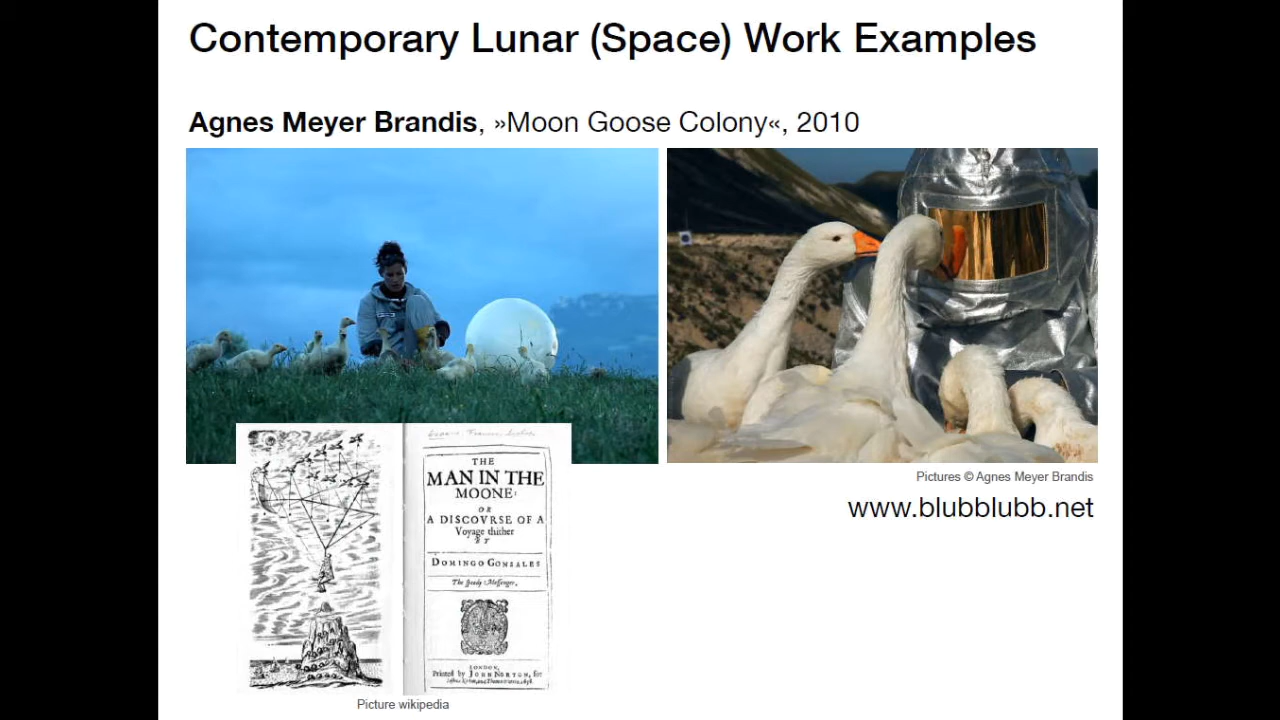 Contemporary Lunar (Space) Work Examples
Agnes Meyer Brandis, »Moon Goose Colony«, 2010
THE
MAN IN THE
MOONE:
OR
A DISCOVRSE OF A
Voyage thither
BY
DOMINGO GONSALES
The Speedy Messenger.
LONDON,
Printed by JOHN NORTON, for
Pictures © Agnes Meyer Brandis
www.blubblubb.net
Picture wikipedia